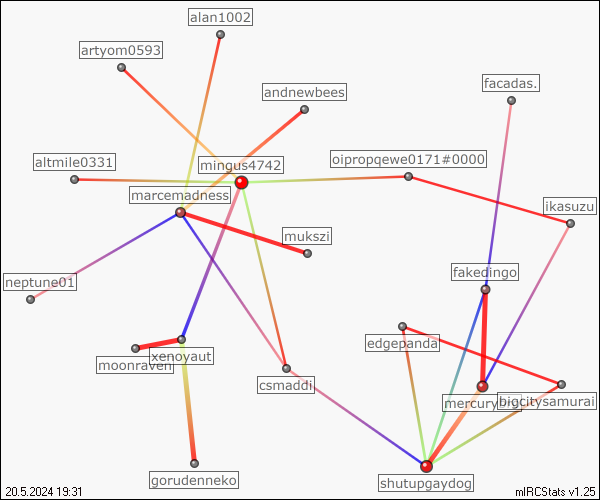 alan1002
artyom0593
facadas.
andnewbees
oipropqewe0171#0000
altmile0331
mingus4742
marcemadness
ikasuzu
mukszi
fakedingo
neptune01
edgepanda
xenoyaut
moonraven
csmaddi
bigcitysamurai
shutupgaydog
gorudenneko
20.5.2024 19:31
mIRCStats v1.25